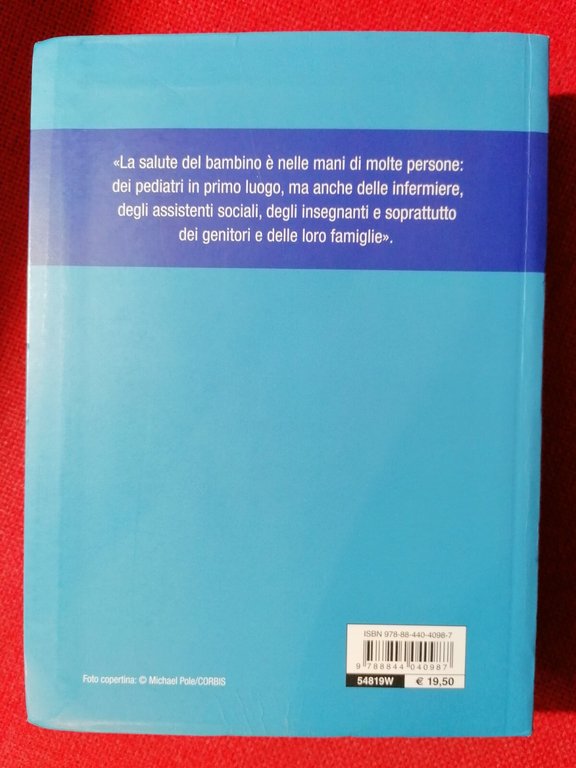 «La salute del bambino è nelle mani di molte persone:
dei pediatri in primo luogo, ma anche delle infermiere,
degli assistenti sociali, degli insegnanti e soprattutto
dei genitori e delle loro famiglie».
ISBN 978-88-440-4098-7
9 788844 040987
54819W € 19,50
Foto copertina: © Michael Pole/CORBIS